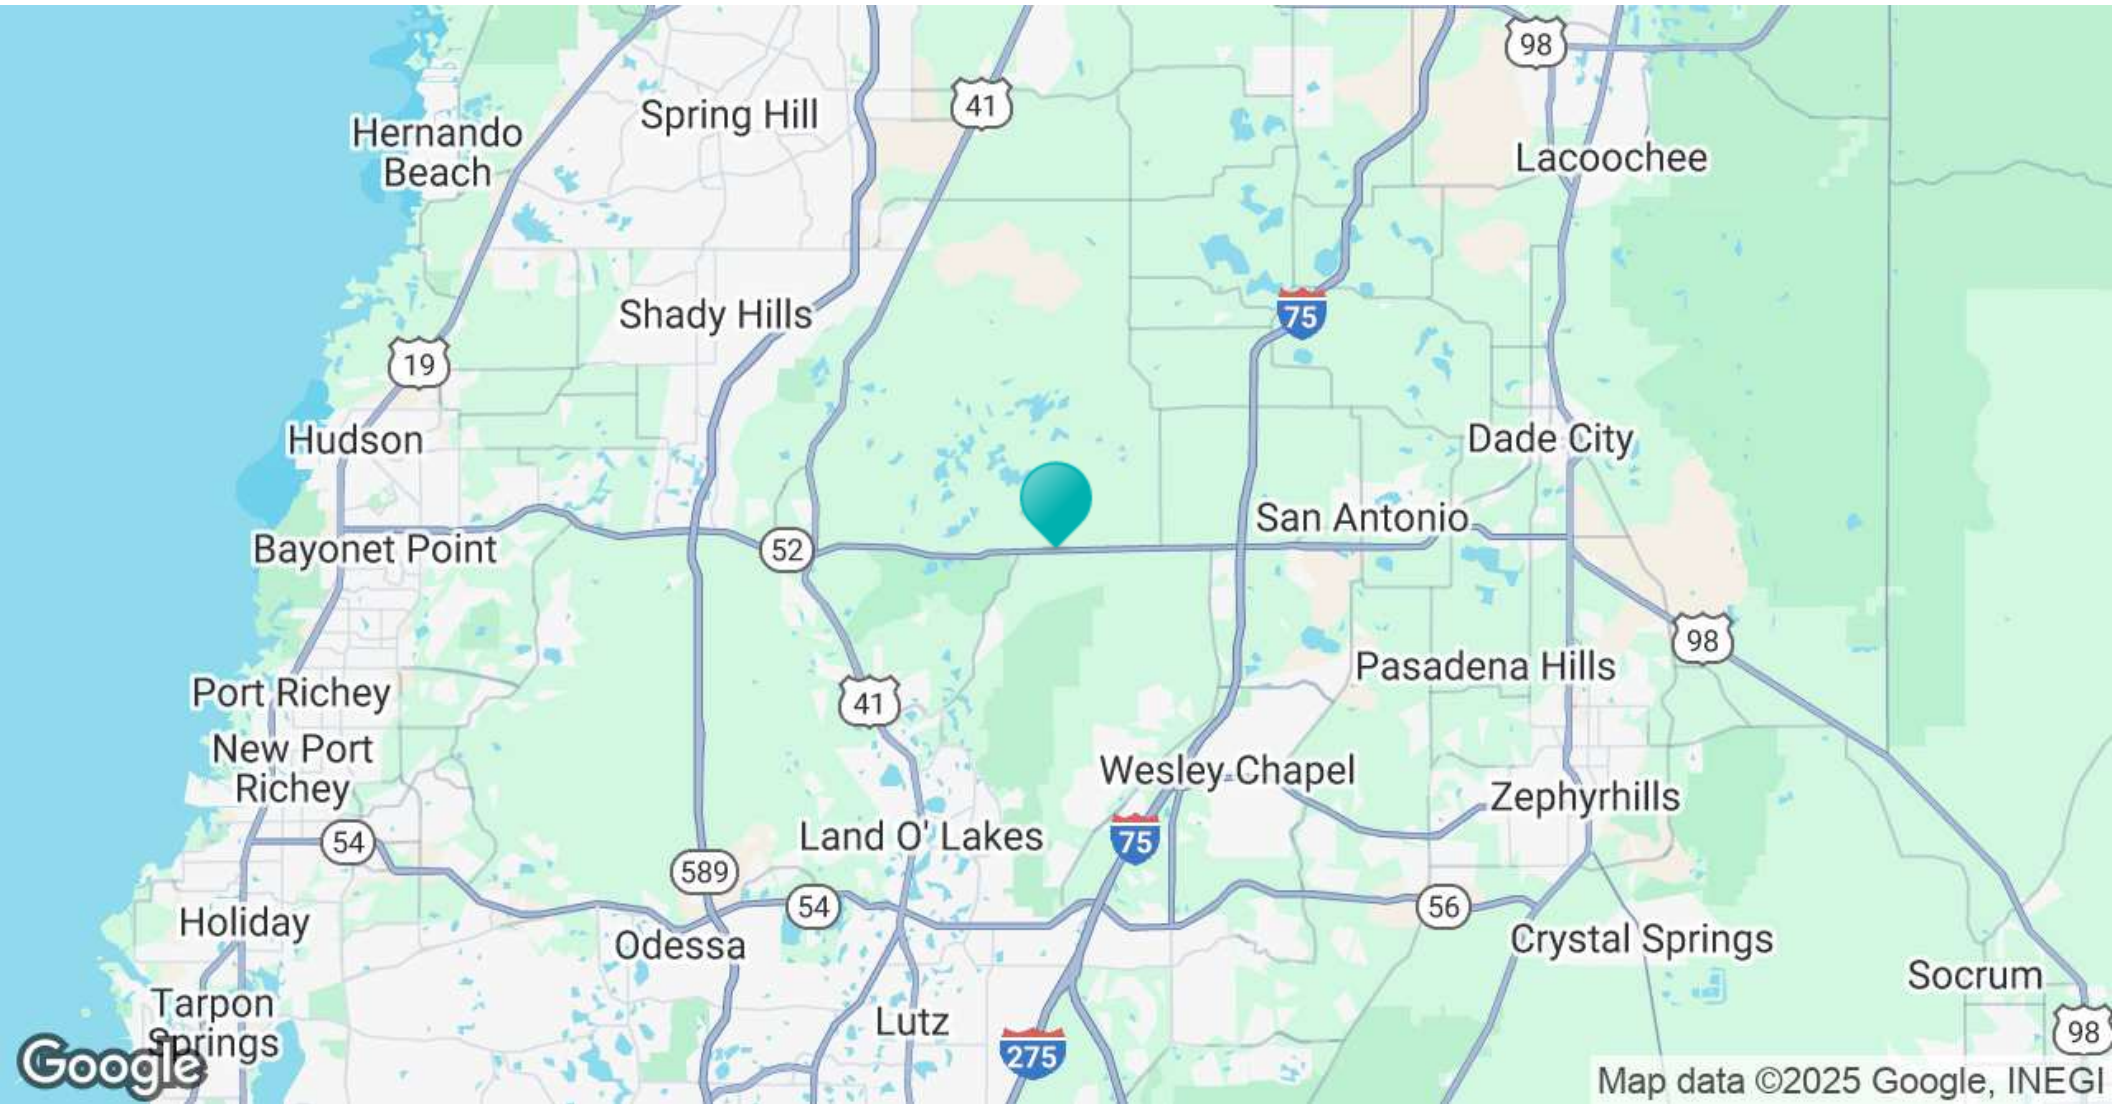 98
41
Spring Hill
Hernando
Beach
Lacoochee
75
Shady Hills
19
Hudson
Dade City
San Antonio
52
Bayonet Point
98
Pasadena Hills
Port Richey
41
New Port
Richey
Wesley Chapel
Zephyrhills
Land O' Lakes
75
54
589
54
56
Holiday
Odessa
Crystal Springs
Socrum
Tarpon
Springs
Lutz
98
275
Google
Map data ©2025 Google, INEGI